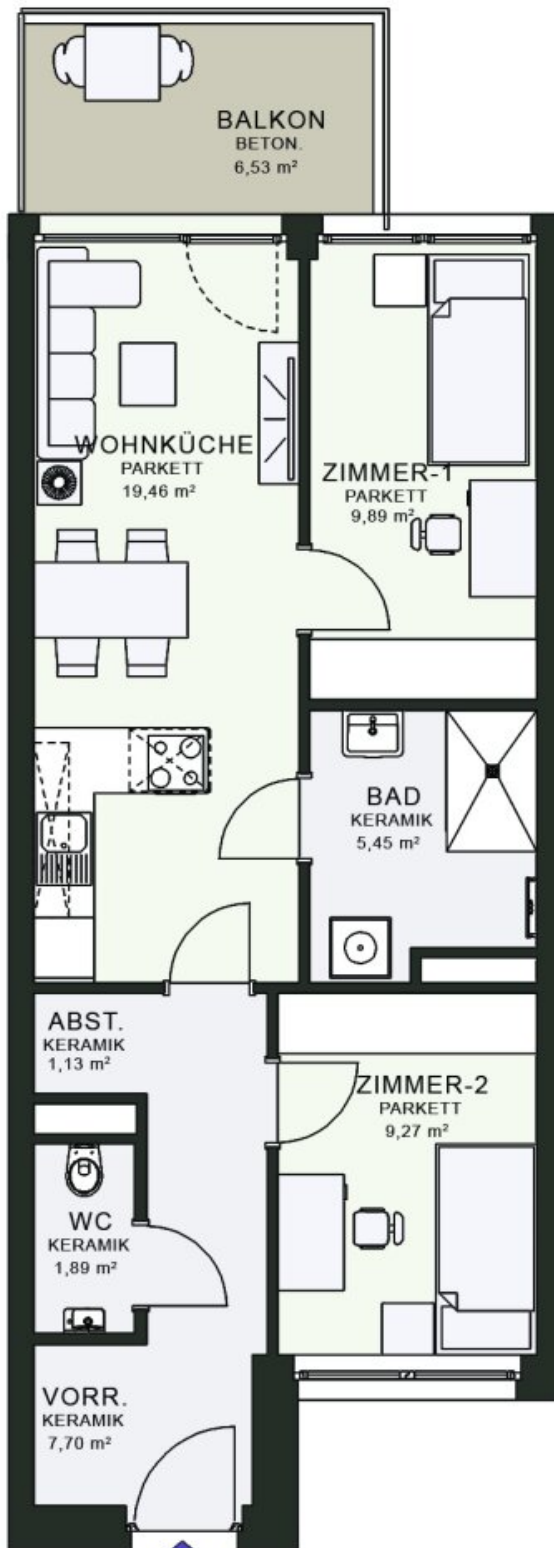 BALKON
BETON.
6,53 m²
WOHNKÜCHE
PARKETT
19,46 m²
ZIMMER-1
PARKETT
9,89 m²
BAD
KERAMIK
5,45 m²
ABST.
KERAMIK
1,13 m²
ZIMMER-2
PARKETT
9,27 m²
WC
KERAMIK
1,89 m²
VORR.
KERAMIK
7,70 m²